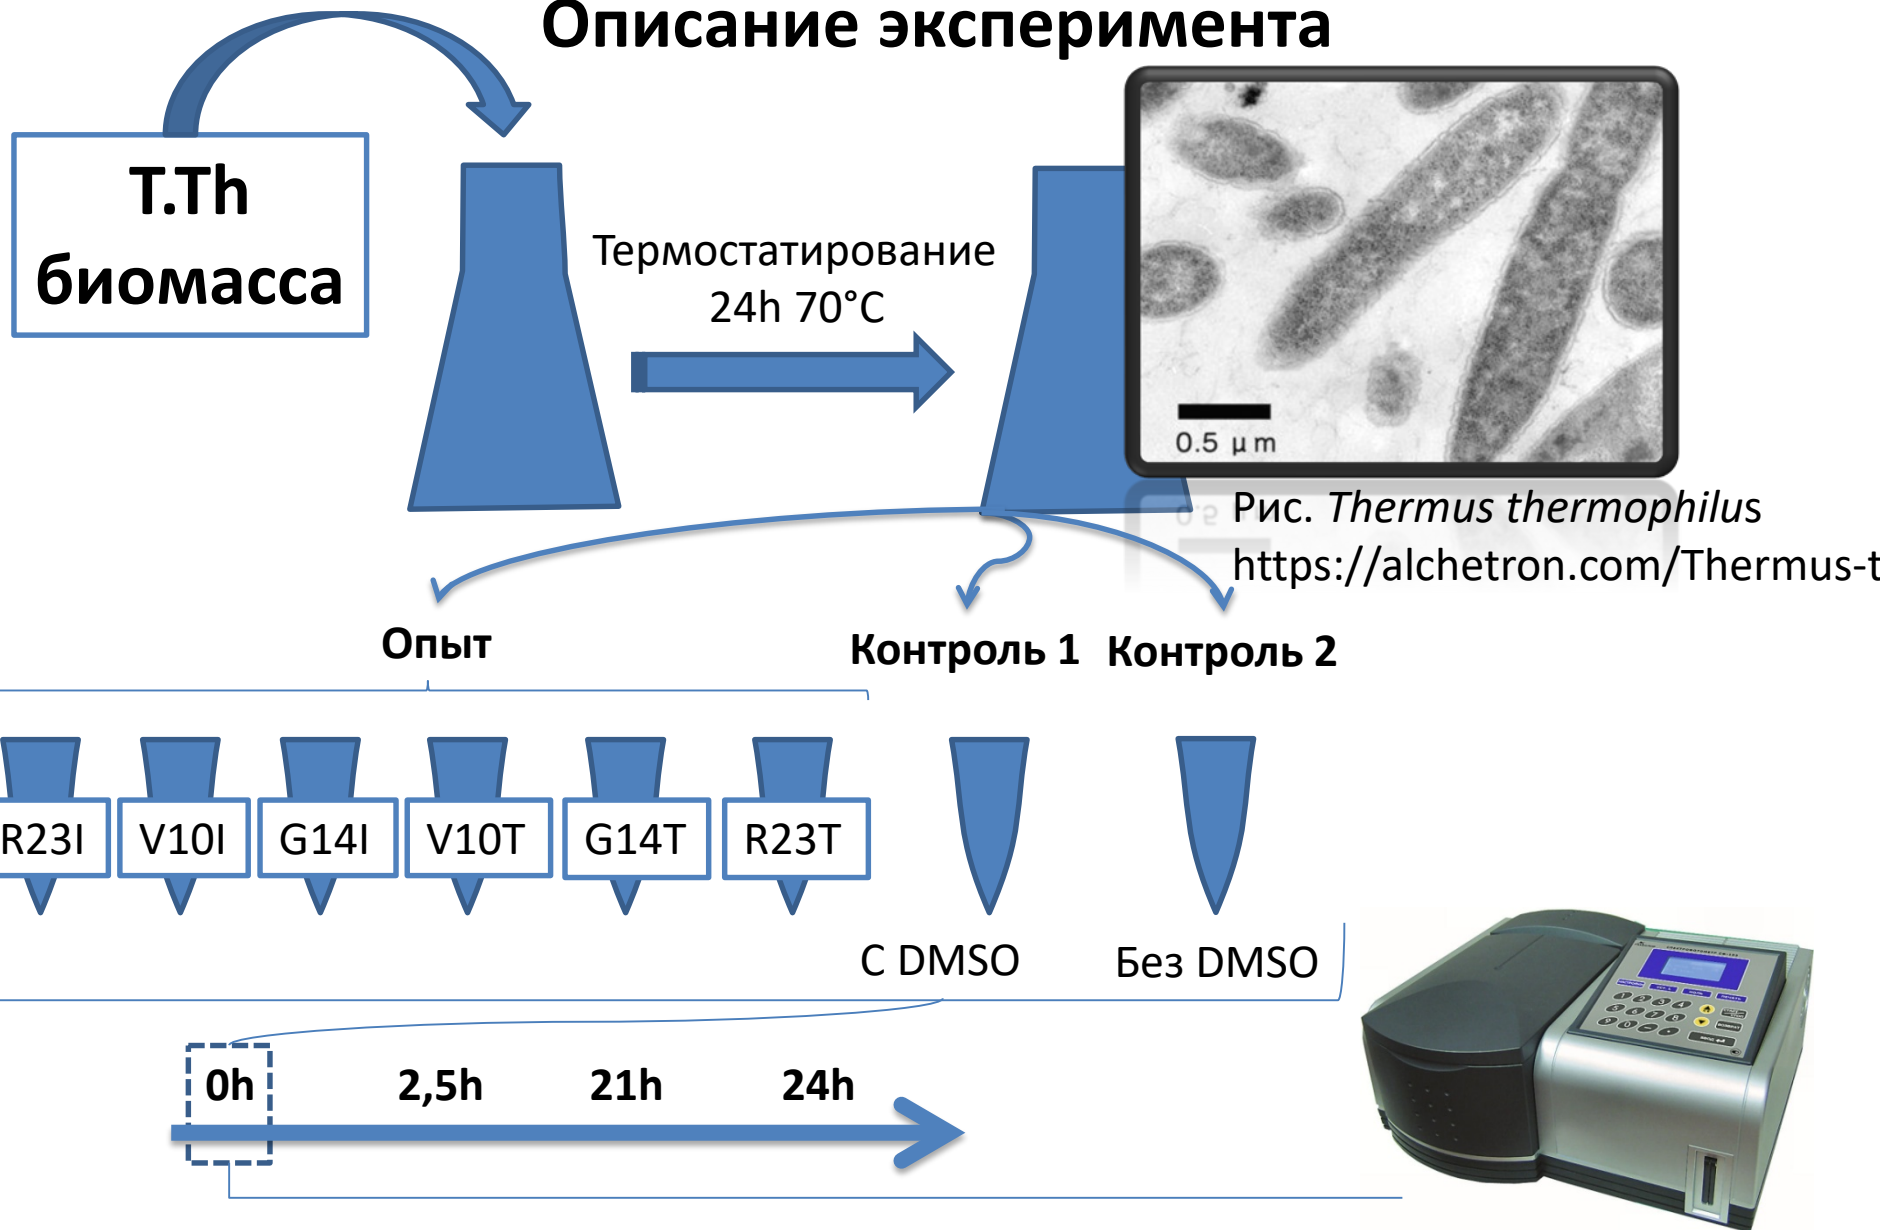 Описание эксперимента
T.Th
биомасса
Термостатирование
24h 70°C
0.5 μm
Рис. Thermus thermophilus
https://alchetron.com/Thermus-t
Опыт
Контроль 1
Контроль 2
R23I
V10I
G14I
V10T
G14T
R23T
С DMSO
Без DMSO
0h
2,5h
21h
24h